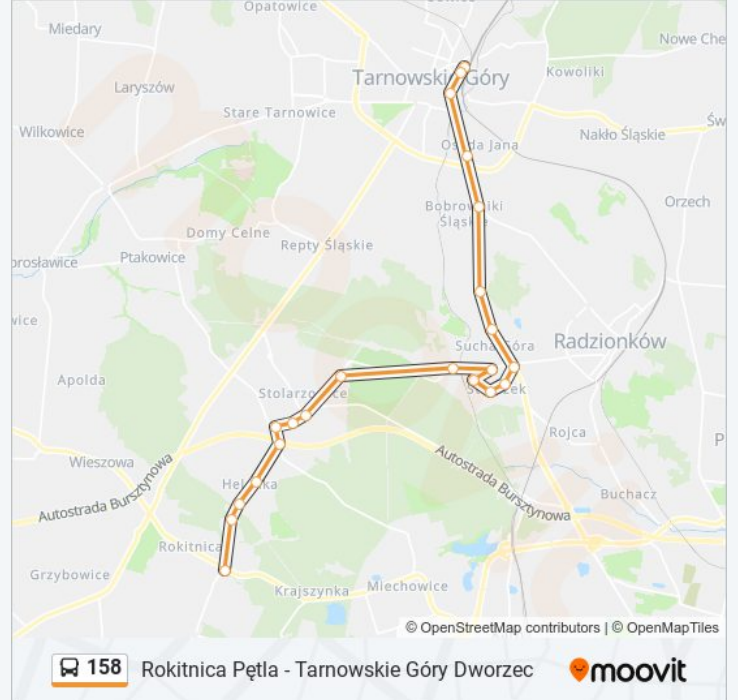 Opatowice
Miedary
Nowe Che
Tarnowskie Góry
Kowoliki
Laryszów
Stare Tarnowice
Wilkowice
Nakło Śląskie
Osada Jana
Orzech
Bobrowniki
Śląskie
Domy Celne
Repty Śląskie
Ptakowice
Radzionków
Sucha Góra
Apolda
Stolarzowice
Rojca
Wieszowa
Autostrada Bursztynowa
Autostrada Bursztynowa
Buchacz
Rokitnica
Grzybowice
Krajszynka
Miechowice
© OpenStreetMap contributors | © OpenMapTiles
158 Rokitnica Pętla - Tarnowskie Góry Dworzec
moovit